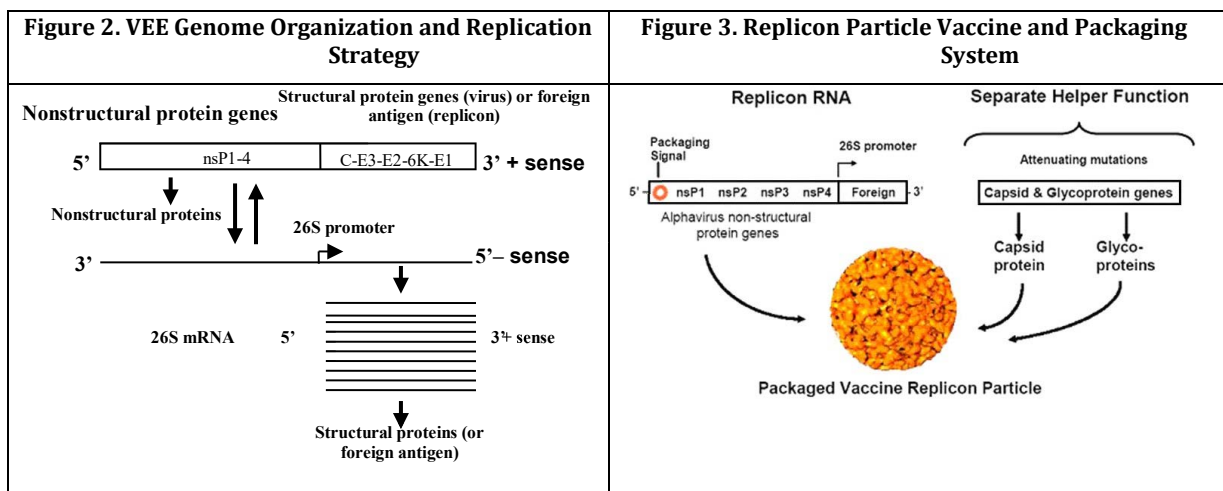 Figure 2. VEE Genome Organization and Replication
Strategy
Structural protein genes (virus) or foreign
antigen (replicon)
Nonstructural protein genes
5’ nsP1-4 C-E3-E2-6K-E1 3’ + sense
Nonstructural proteins
26S promoter
3’ 5’– sense
26S mRNA 5’ 3’+ sense
Structural proteins (or
foreign antigen)
Figure 3. Replicon Particle Vaccine and Packaging
System
Replicon RNA
Separate Helper Function
Packaging
Signal
26S promoter
5’ nsP1 nsP2 nsP3 nsP4 Foreign 3’
Alphavirus non-structural
protein genes
Attenuating mutations
Capsid & Glycoprotein genes
Capsid
protein
Glyco-
proteins
Packaged Vaccine Replicon Particle